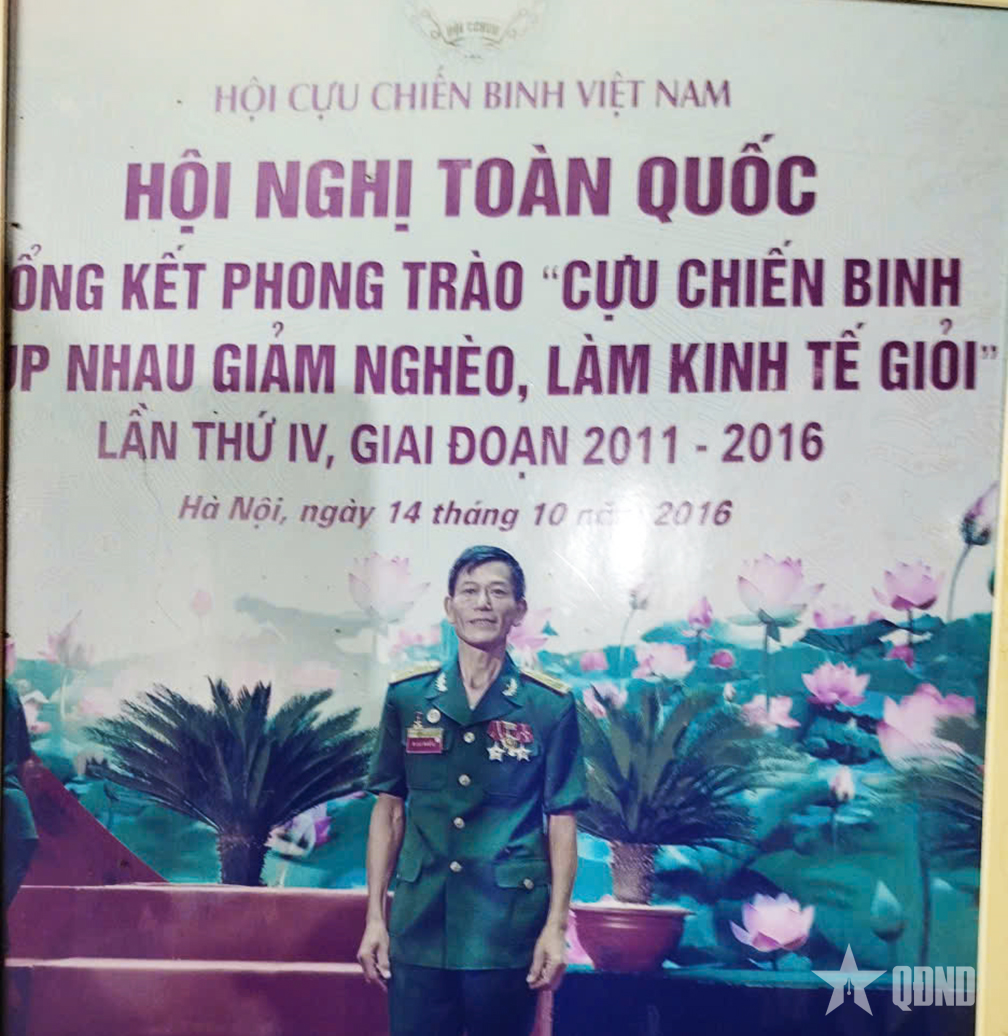 HỘI CỰU CHIẾN BINH VIỆT NAM
HỘI NGHỊ TOÀN QUỐC
ỔNG KẾT PHONG TRÀO “CỰU CHIẾN BINH
ÚP NHAU GIẢM NGHÈO, LÀM KINH TẾ GIỎI”
LẦN THỨ IV, GIAI ĐOẠN 2011 - 2016
Hà Nội, ngày 14 tháng 10 năm 2016
QĐND